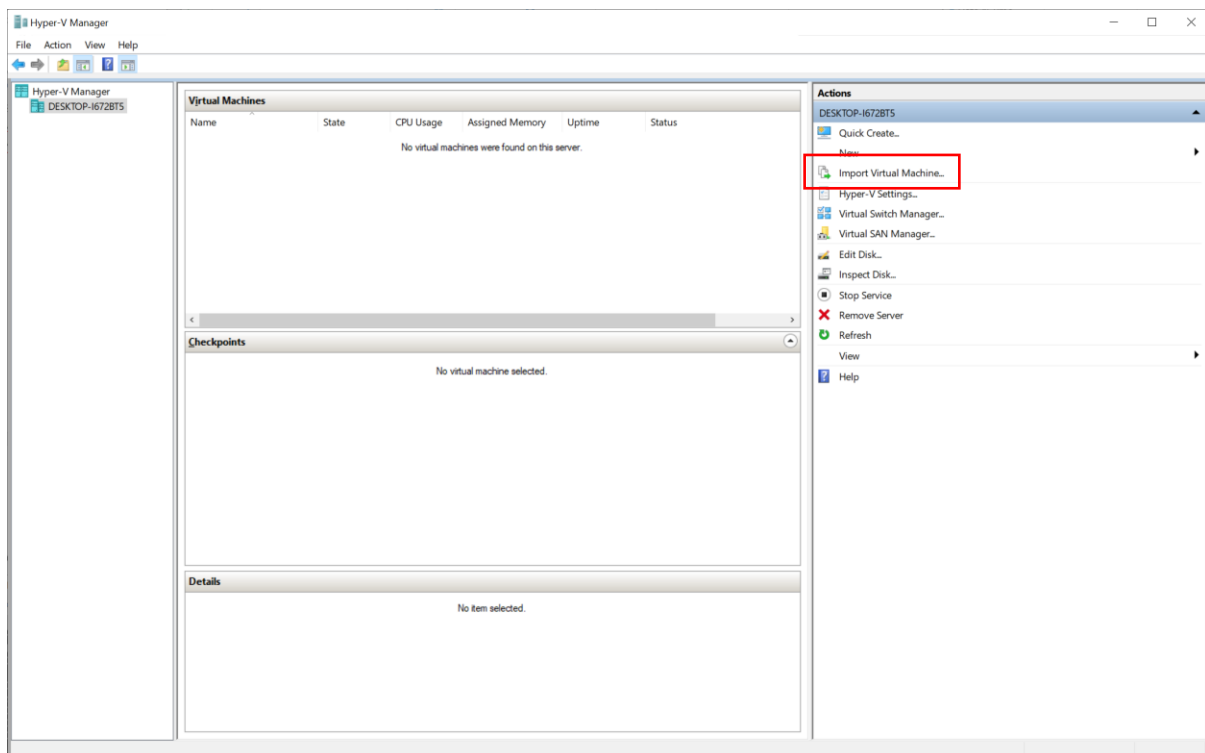 Hyper-V Manager
File Action View Help
Hyper-V Manager
DESKTOP-I672BT5
Virtual Machines
Name State CPU Usage Assigned Memory Uptime Status
No virtual machines were found on this server.
Checkpoints
No virtual machine selected.
Details
No item selected.
Actions
DESKTOP-I672BT5
Quick Create...
New
Import Virtual Machine...
Hyper-V Settings...
Virtual Switch Manager...
Virtual SAN Manager...
Edit Disk...
Inspect Disk...
Stop Service
Remove Server
Refresh
View
Help